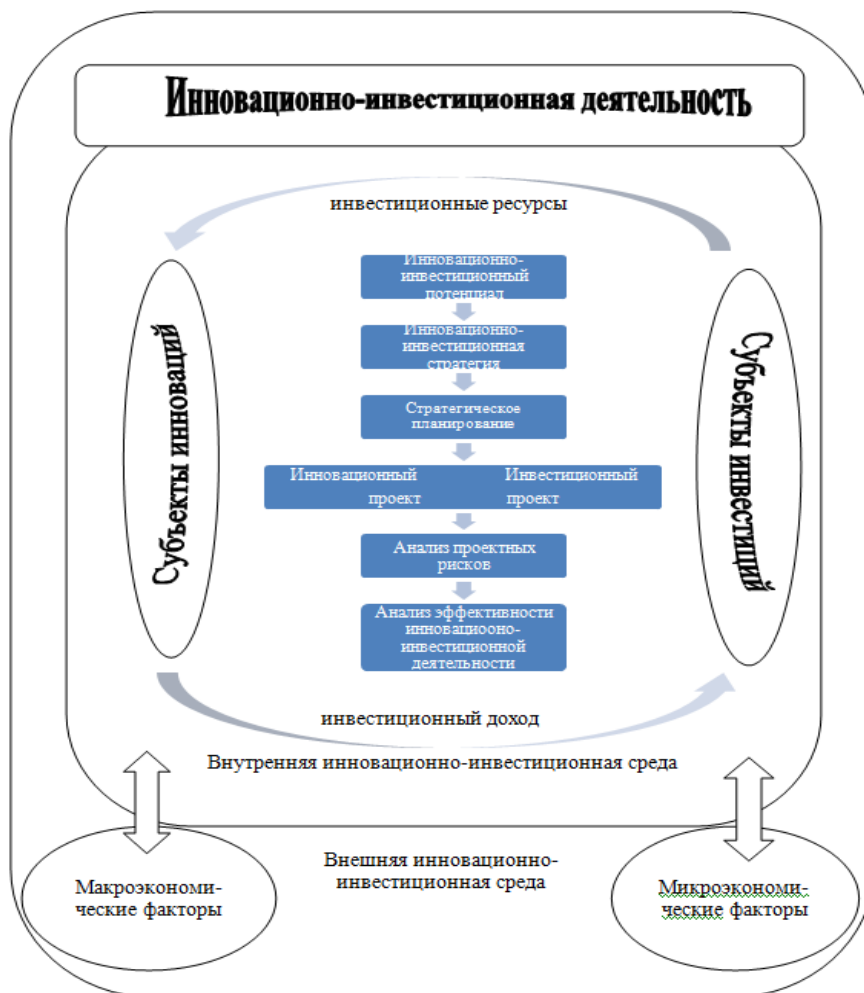 Инновационно-инвестиционная деятельность
инвестиционные ресурсы
Инновационно-
инвестиционный
потенциал
Инновационно-
инвестиционная
стратегия
Стратегическое
планирование
Инновационный Инвестиционный
проект проект
Анализ проектных
рисков
Анализ эффективности
инновациооно-
инвестиционной
деятельности
Субъекты инноваций
Субъекты инвестиций
инвестиционный доход
Внутренняя инновационно-инвестиционная среда
Внешняя инновационно-
инвестиционная среда
Макроэкономи-
ческие факторы
Микроэкономи-
ческие факторы